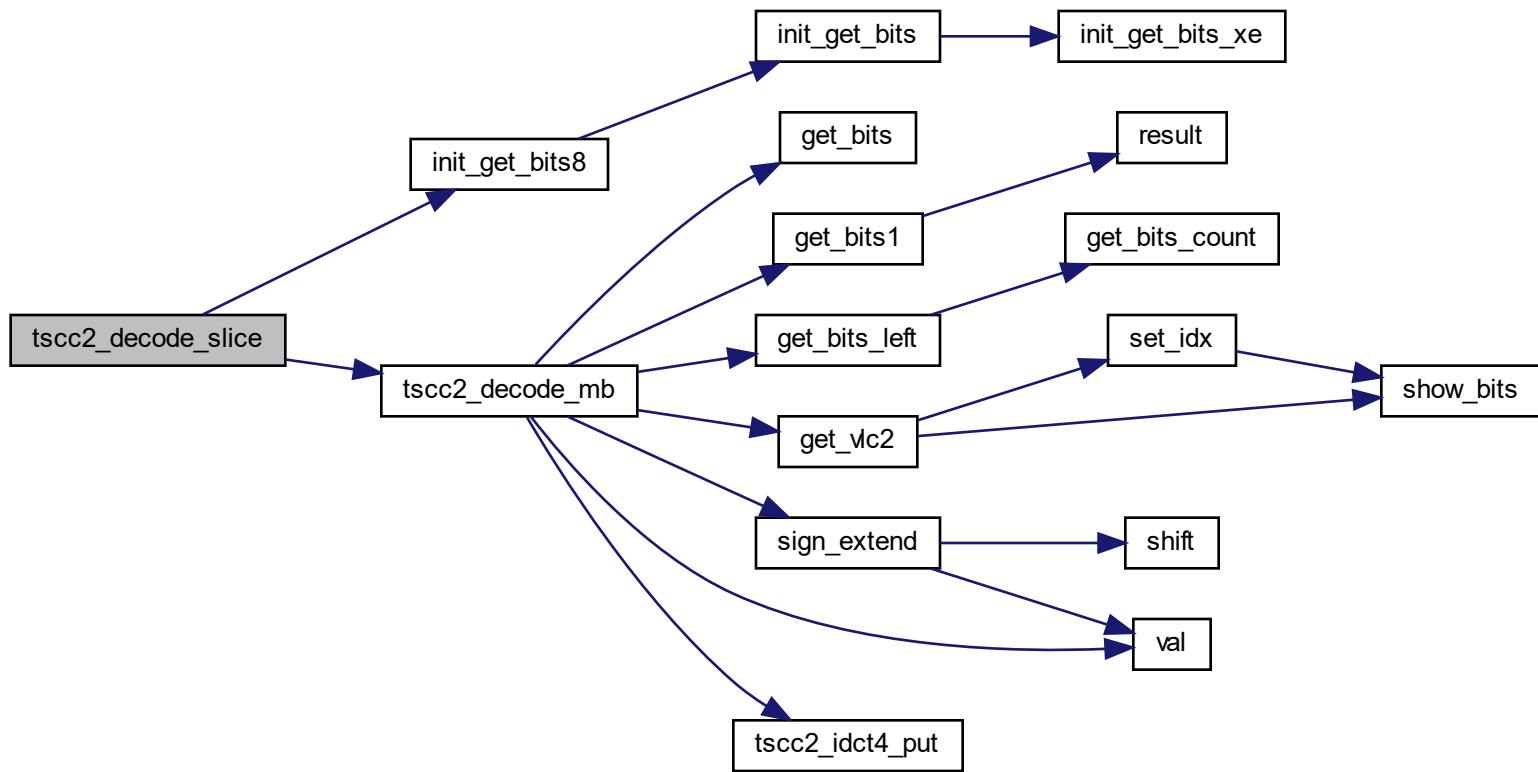 init_get_bits
init_get_bits_xe
get_bits
result
init_get_bits8
get_bits1
get_bits_count
tscc2_decode_slice
get_bits_left
set_idx
tscc2_decode_mb
show_bits
get_vlc2
sign_extend
shift
val
tscc2_idct4_put